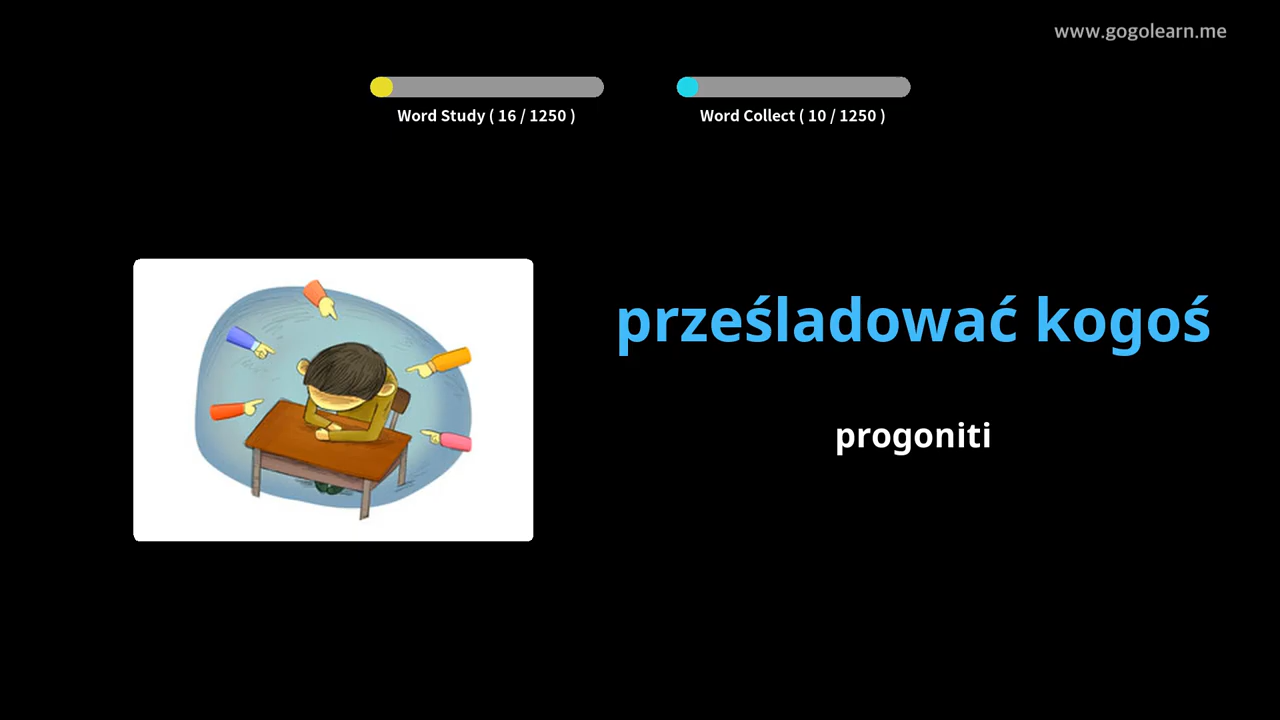 www.gogolearn.me
Word Study ( 16 / 1250 )
Word Collect ( 10 / 1250 )
prześladować kogoś
progoniti